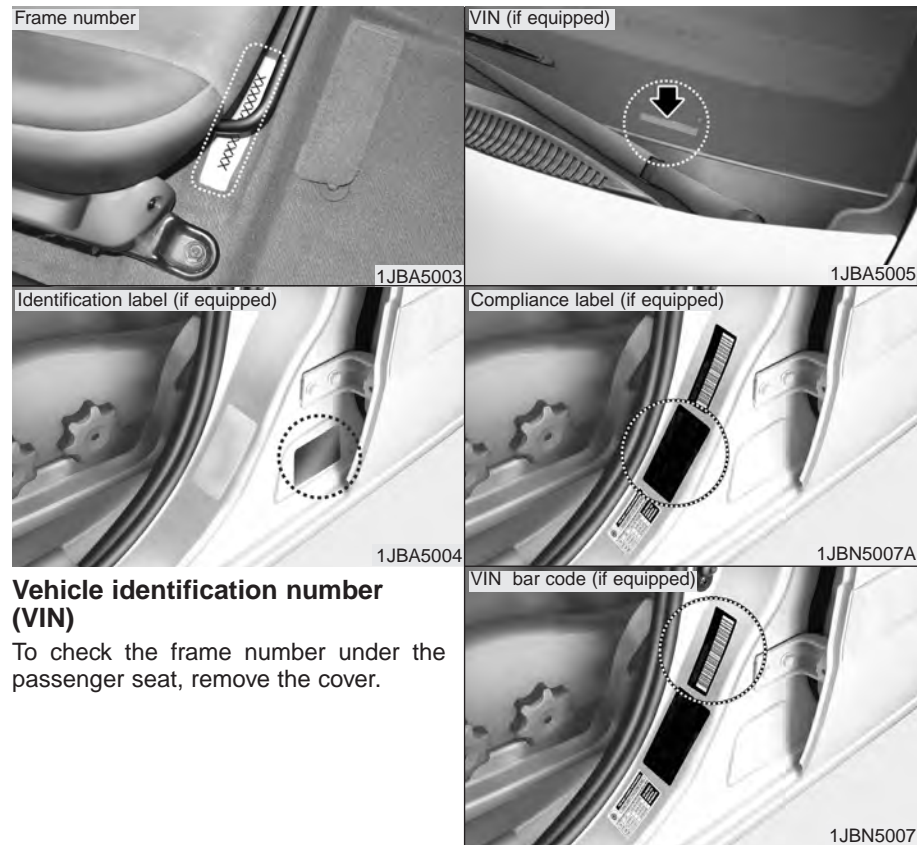 Frame number
XXXXXXXXXXX
1JBA5003
VIN (if equipped)
1JBA5005
Identification label (if equipped)
1JBA5004
Compliance label (if equipped)
1JBN5007A
Vehicle identification number
(VIN)
To check the frame number under the
passenger seat, remove the cover.
VIN bar code (if equipped)
1JBN5007